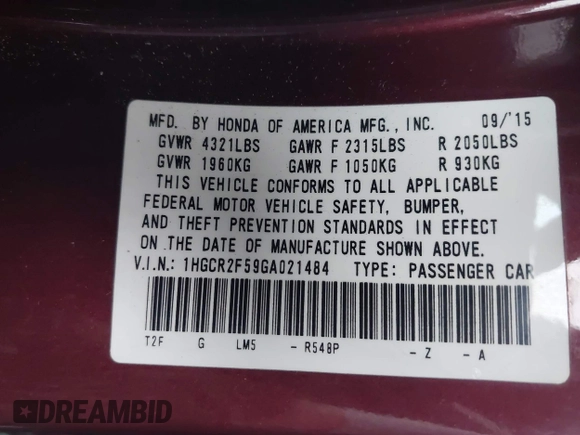 MFD. BY HONDA OF AMERICA MFG., INC. 09/'15
GVWR 4321LBS GAWR F 2315LBS R 2050LBS
GVWR 1960KG GAWR F 1050KG R 930KG
THIS VEHICLE CONFORMS TO ALL APPLICABLE
FEDERAL MOTOR VEHICLE SAFETY, BUMPER,
AND THEFT PREVENTION STANDARDS IN EFFECT
ON THE DATE OF MANUFACTURE SHOWN ABOVE.
V.I.N.: 1HGCR2F59GA021484 TYPE: PASSENGER CAR
T2F G LM5 - R548P - Z - A
DREAMBID